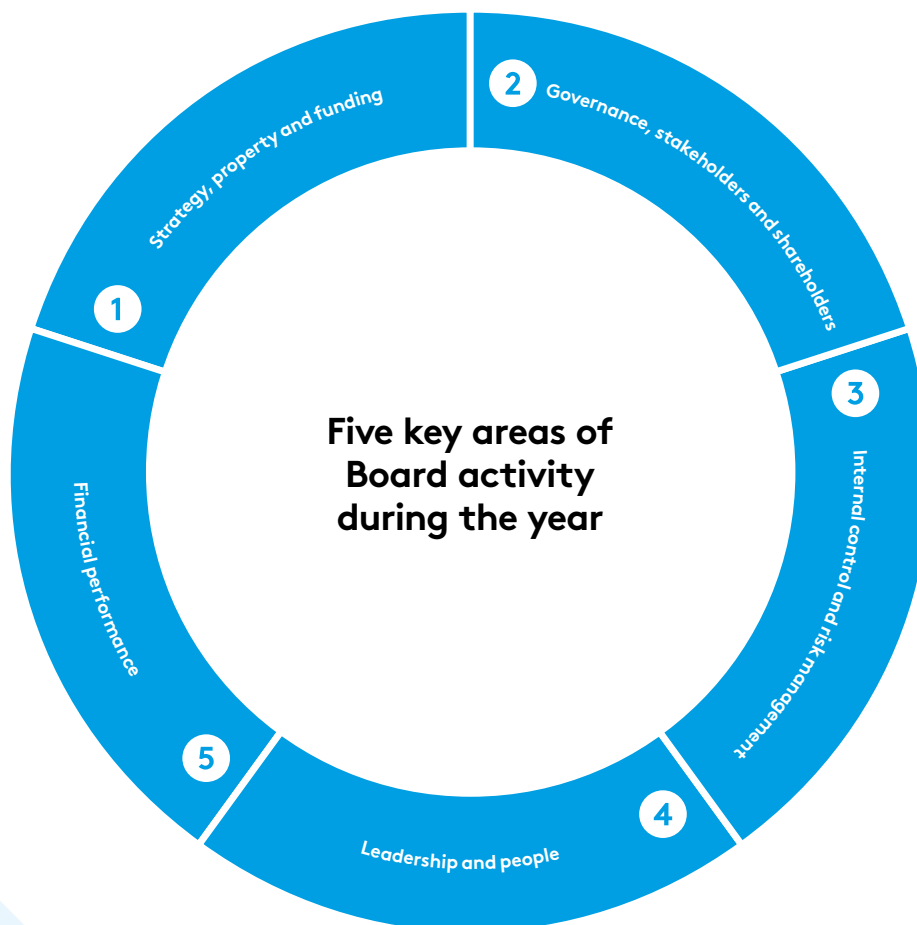 Five key areas of
Board activity
during the year
1
Strategy, property and funding
2
Governance, stakeholders and shareholders
3
Internal control and risk management
4
Leadership and people
5
Financial performance